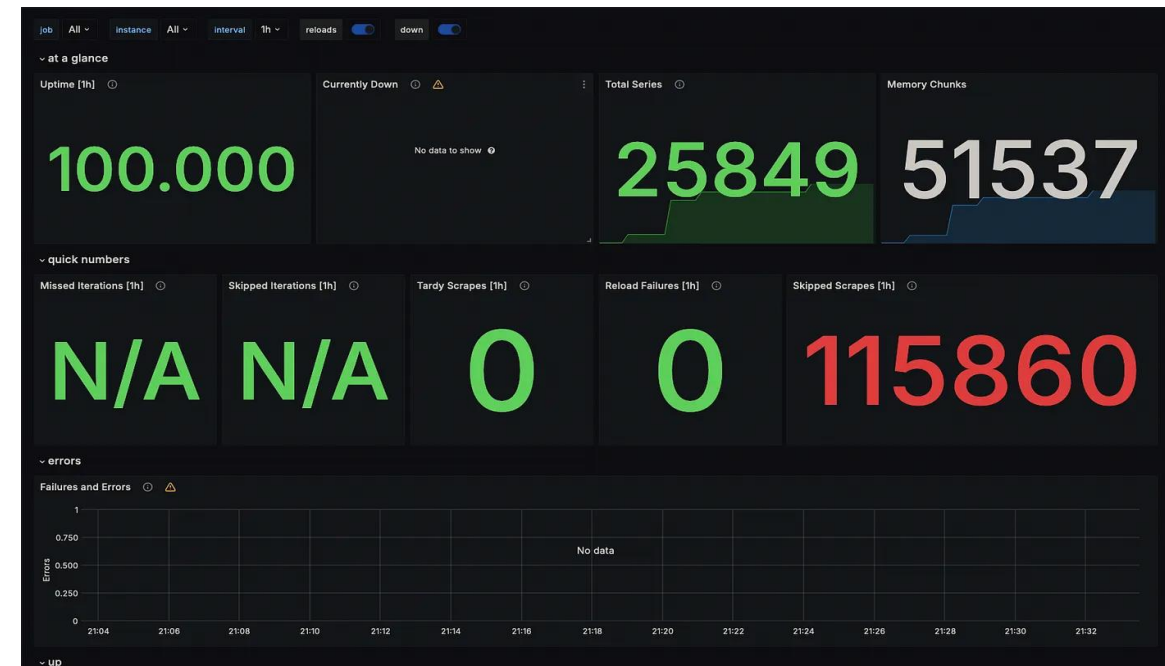 job All instance All interval 1h reloads down
at a glance
Uptime [1h]
100.000
Currently Down
No data to show
Total Series
25849
Memory Chunks
51537
quick numbers
Missed Iterations [1h]
N/A
Skipped Iterations [1h]
N/A
Tardy Scrapes [1h]
0
Reload Failures [1h]
0
Skipped Scrapes [1h]
115860
errors
Failures and Errors
Errors
1
0.750
0.500
0.250
0
No data
21:04 21:06 21:08 21:10 21:12 21:14 21:16 21:18 21:20 21:22 21:24 21:26 21:28 21:30 21:32
up